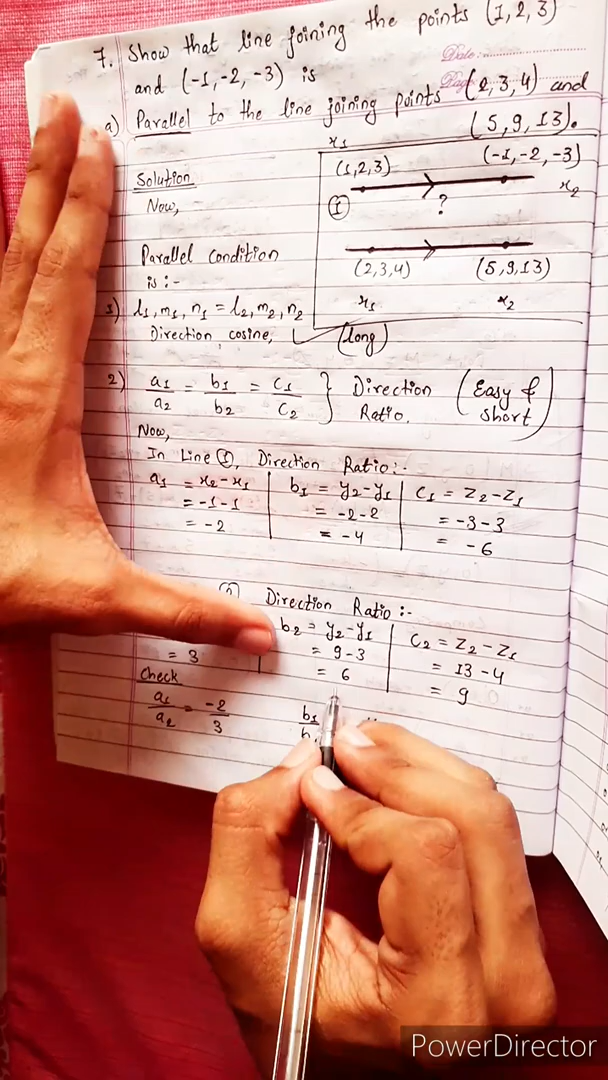 7. Show that line joining the points (1,2,3)
Date:
and (-1,-2,-3) is
Page
a) Parallel to the line joining points (2,3,4) and
(5,9,13).
Solution
Now,
x₁
(1,2,3) (-1,-2,-3)
x₂
①
?
(2,3,4) (5,9,13)
x₁ x₂
Parallel condition
is :-
1) l₁, m₁, n₁ = l₂, m₂, n₂
Direction cosine, (long)
2) a₁/a₂ = b₁/b₂ = c₁/c₂ } Direction Ratio. (Easy & short)
Now,
In Line ①, Direction Ratio :-
a₁ = x₂-x₁ | b₁ = y₂-y₁ | c₁ = z₂-z₁
= -1-1 | = -2-2 | = -3-3
= -2 | = -4 | = -6
Direction Ratio :-
b₂ = y₂-y₁ | c₂ = z₂-z₁
= 9-3 | = 13-4
= 3 | = 6 | = 9
Check
a₁/a₂ = -2/3 b₁
PowerDirector